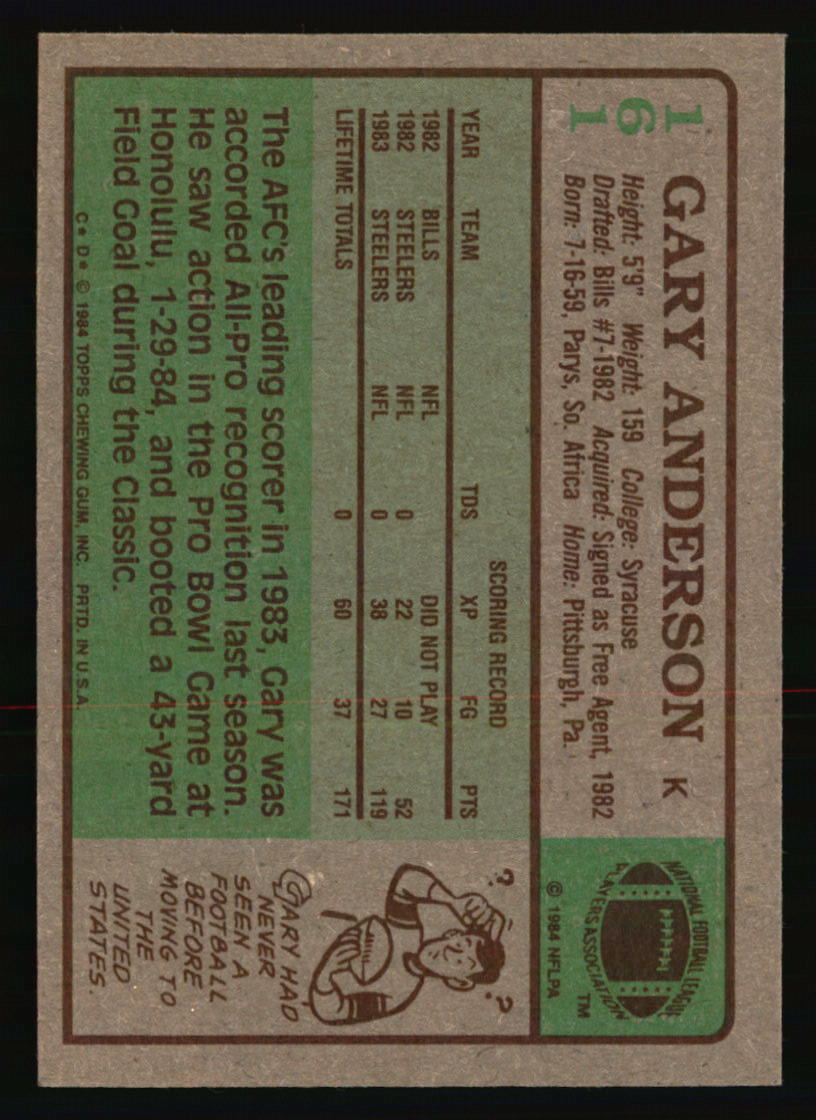 161
GARY ANDERSON K
Height: 5'9" Weight: 159 College: Syracuse
Drafted: Bills #7-1982 Acquired: Signed as Free Agent, 1982
Born: 7-16-59, Parys, So. Africa Home: Pittsburgh, Pa.
NATIONAL FOOTBALL LEAGUE
PLAYERS ASSOCIATION
TM
© 1984 NFLPA
SCORING RECORD
YEAR TEAM TDS XP FG PTS
1982 BILLS NFL DID NOT PLAY
1982 STEELERS NFL 0 22 10 52
1983 STEELERS NFL 0 38 27 119
LIFETIME TOTALS 0 60 37 171
The AFC's leading scorer in 1983, Gary was
accorded All-Pro recognition last season.
He saw action in the Pro Bowl Game at
Honolulu, 1-29-84, and booted a 43-yard
Field Goal during the Classic.
C* D* © 1984 TOPPS CHEWING GUM, INC. PRTD. IN U.S.A.
? ?
GARY HAD
NEVER
SEEN A
FOOTBALL
BEFORE
MOVING TO
THE
UNITED
STATES.